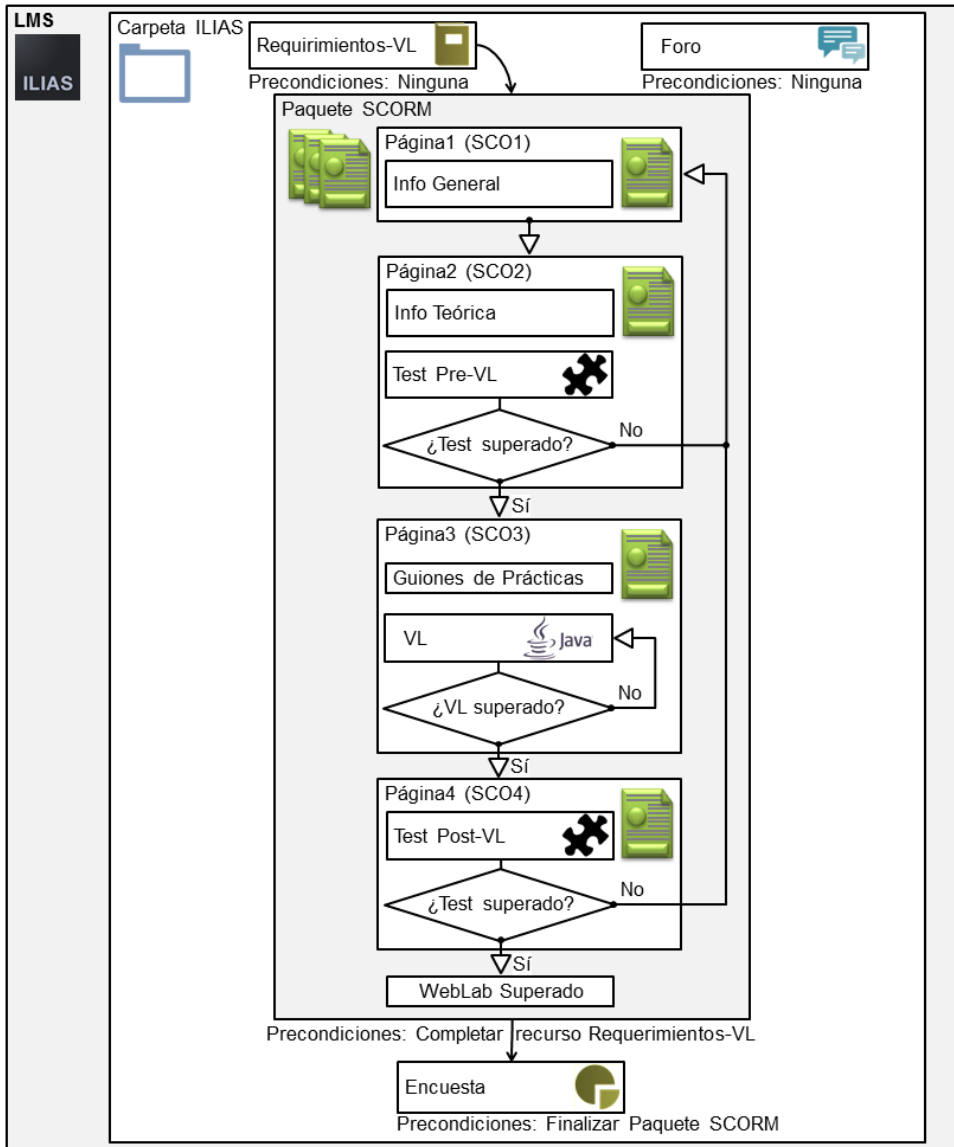 LMS
ILIAS
Carpeta ILIAS
Requirimientos-VL
Precondiciones: Ninguna
Foro
Precondiciones: Ninguna
Paquete SCORM
Página1 (SCO1)
Info General
Página2 (SCO2)
Info Teórica
Test Pre-VL
¿Test superado?
No
Sí
Página3 (SCO3)
Guiones de Prácticas
VL
Java
¿VL superado?
No
Sí
Página4 (SCO4)
Test Post-VL
¿Test superado?
No
Sí
WebLab Superado
Precondiciones: Completar recurso Requerimientos-VL
Encuesta
Precondiciones: Finalizar Paquete SCORM